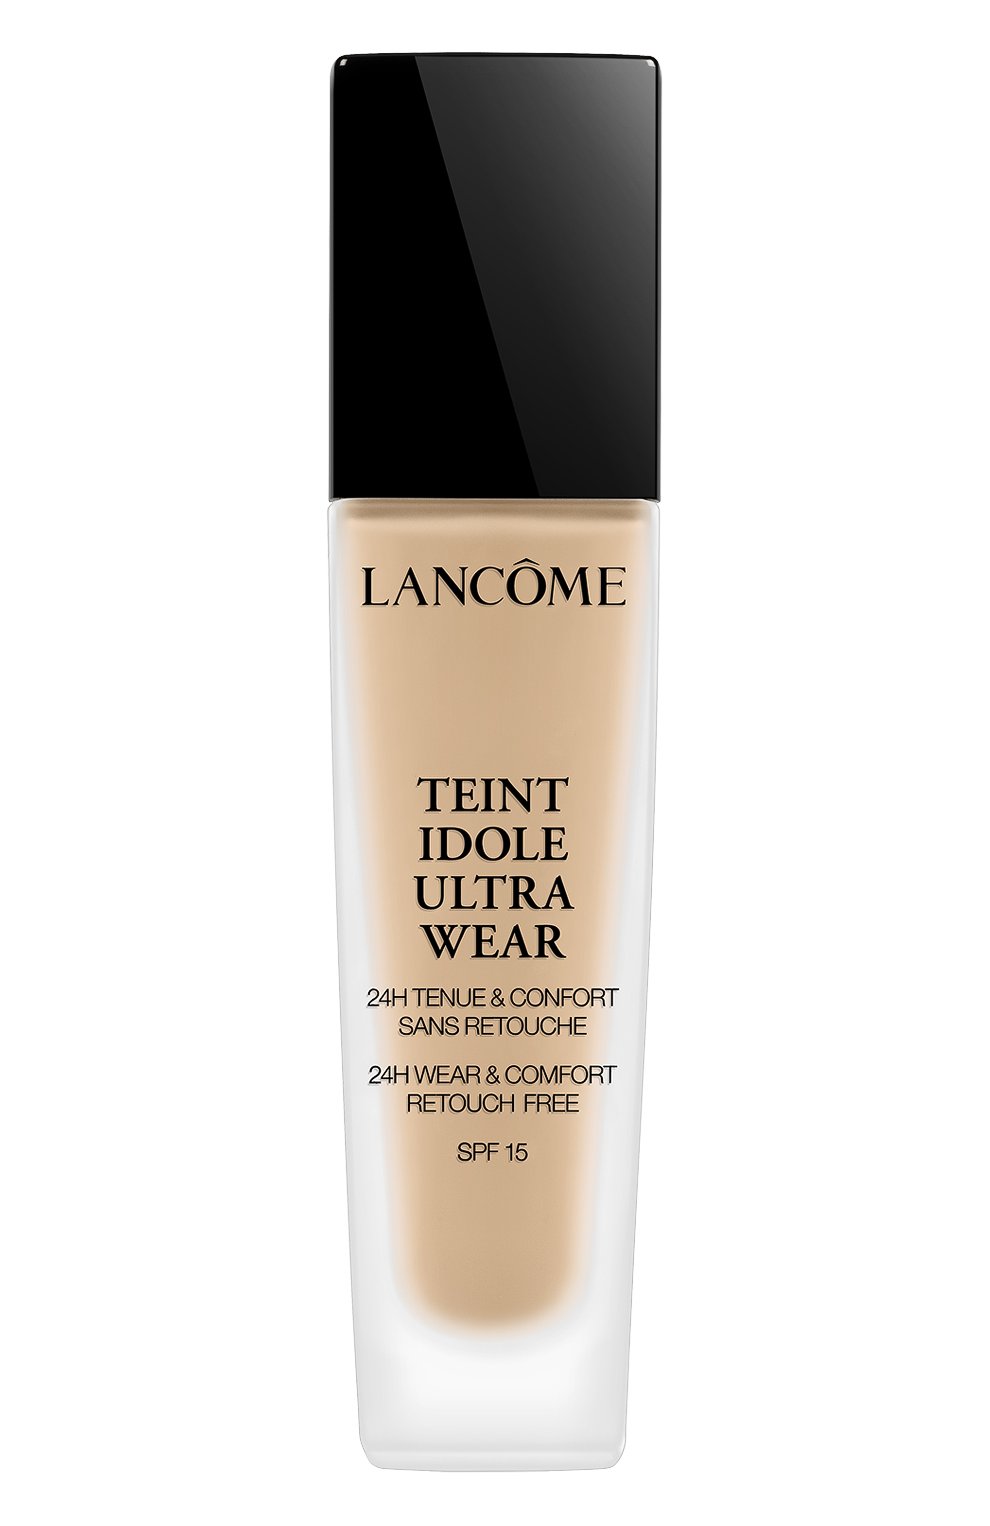 LANCÔME
TEINT
IDOLE
ULTRA
WEAR
24H TENUE & CONFORT
SANS RETOUCHE
24H WEAR & COMFORT
RETOUCH FREE
SPF 15